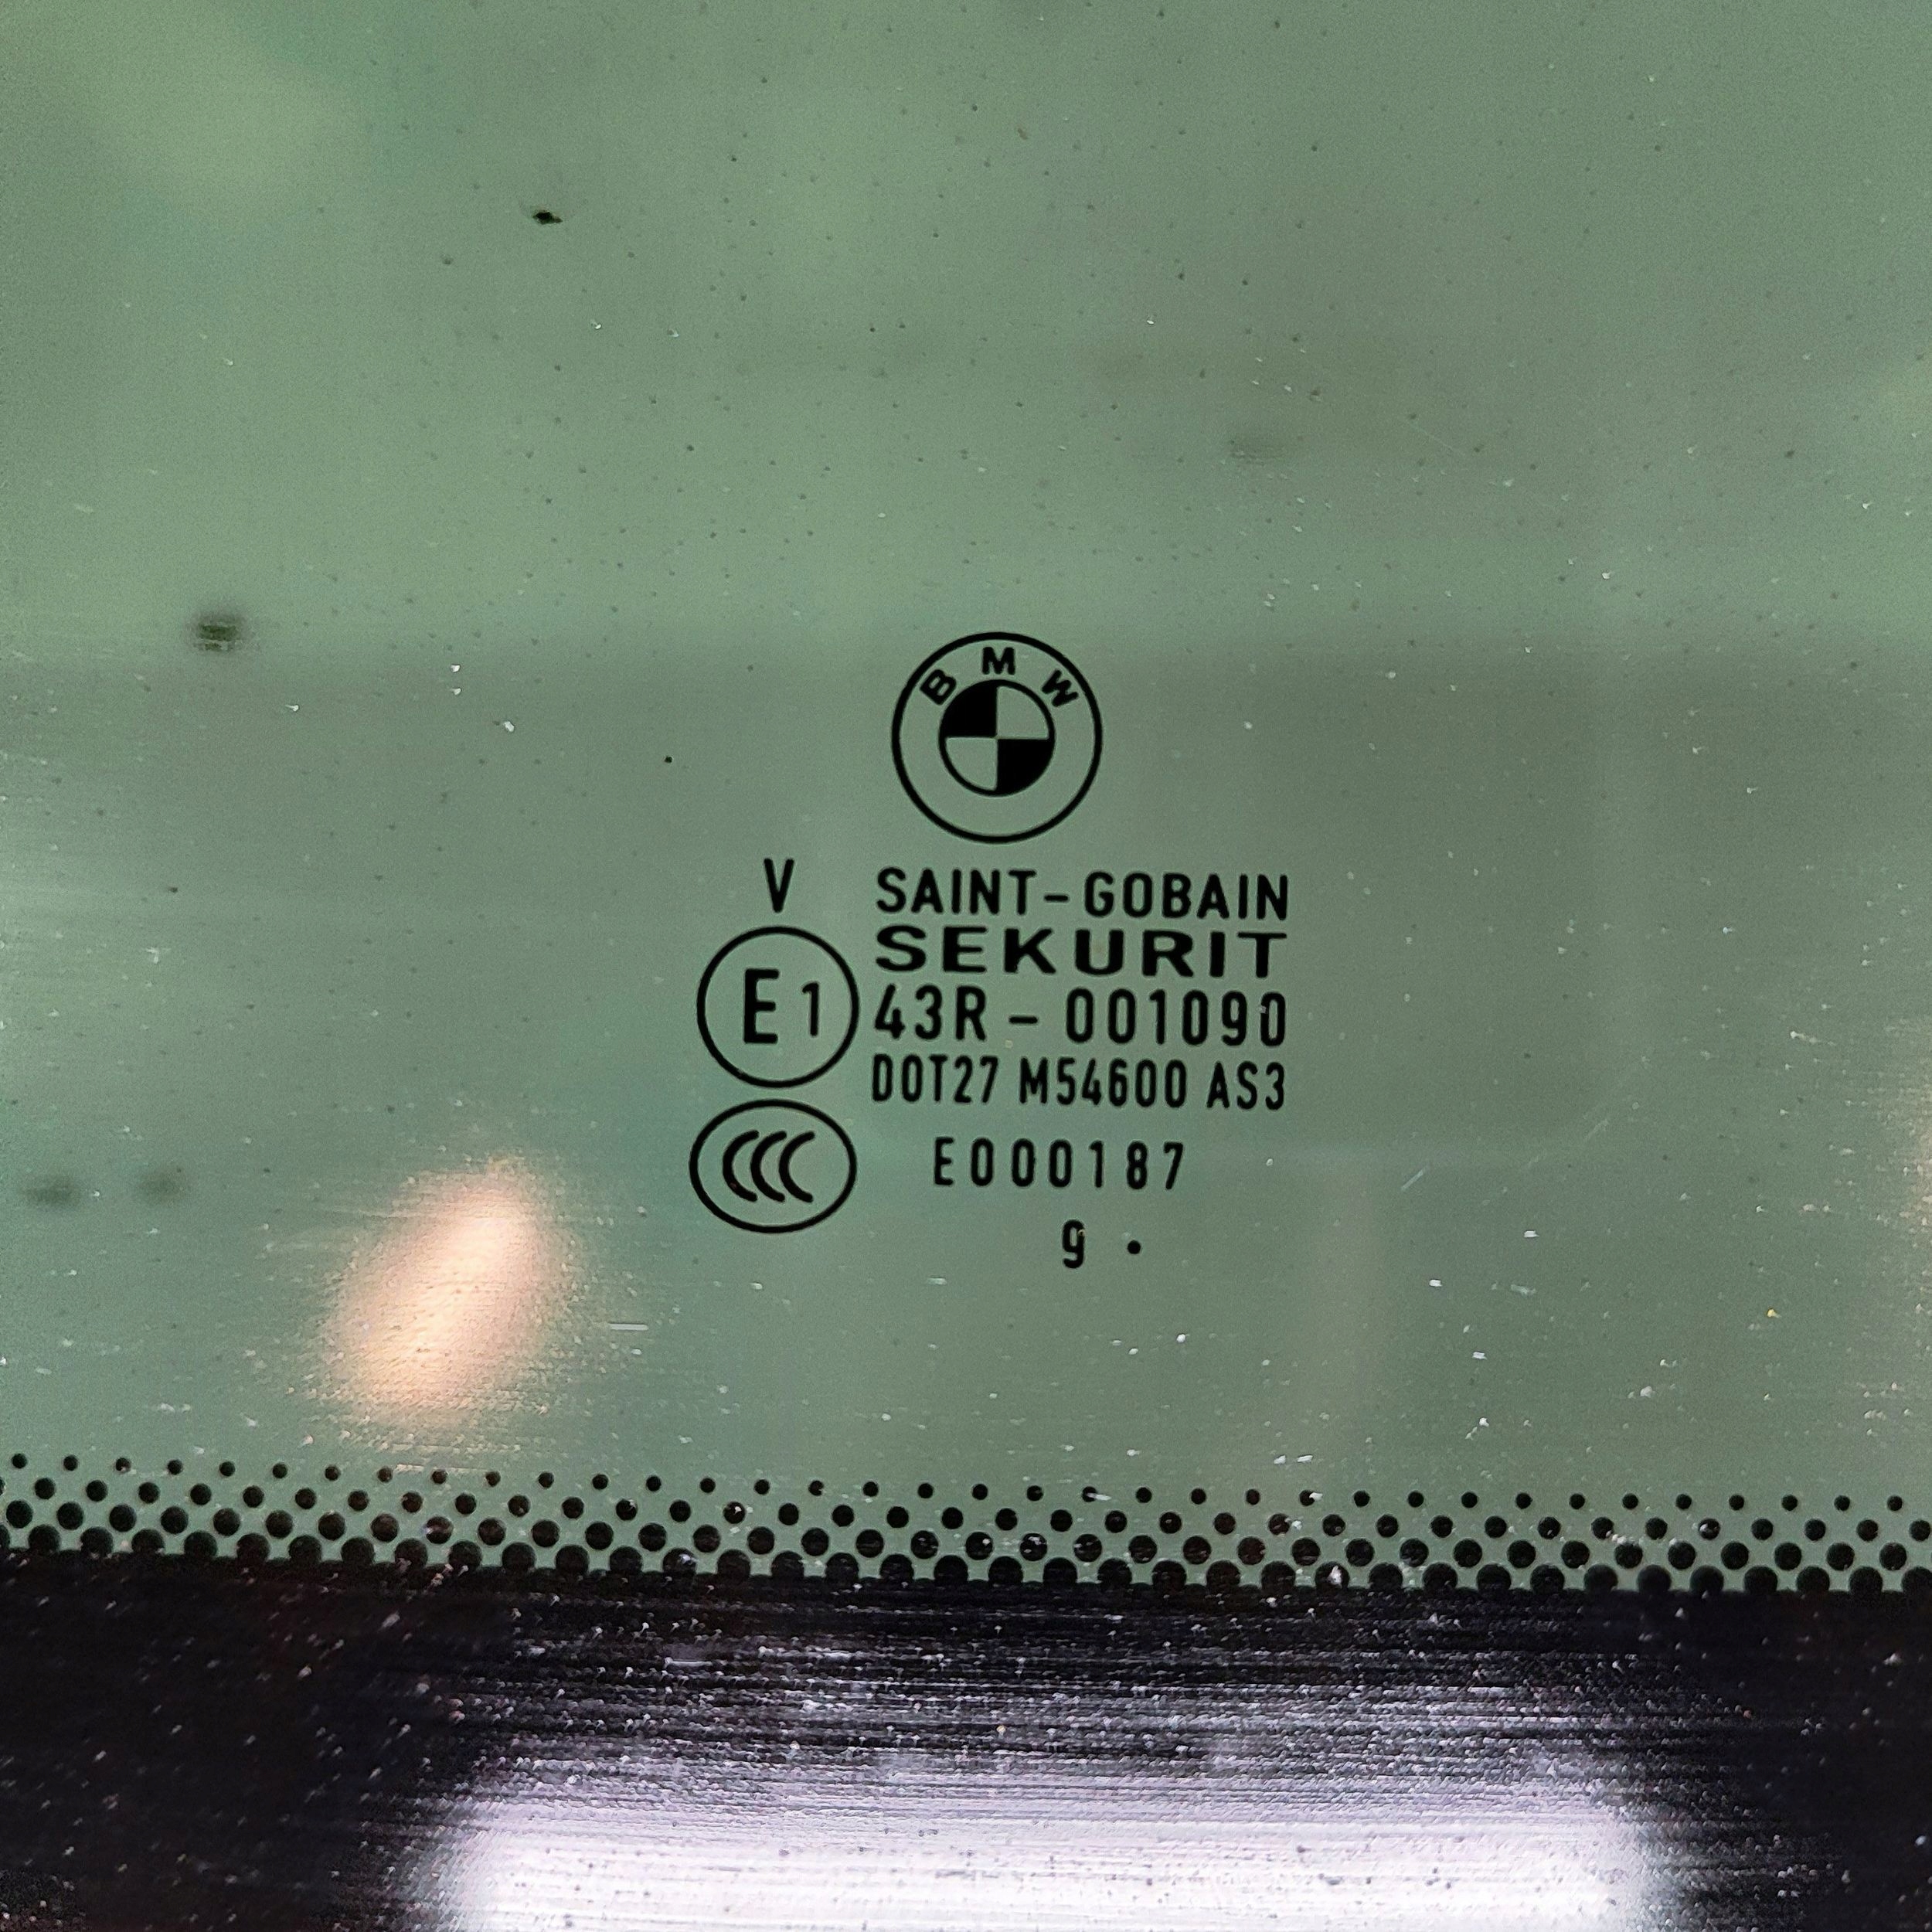 BMW
V SAINT-GOBAIN
SEKURIT
E1 43R - 001090
DOT27 M54600 AS3
CCC E000187
9 •